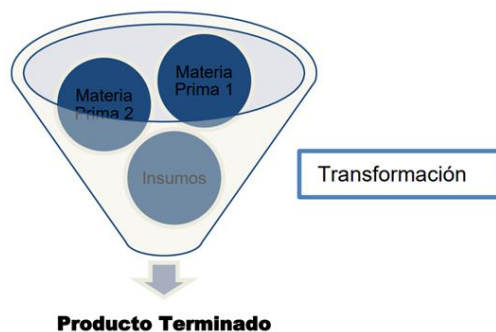 Materia
Prima 1
Materia
Prima 2
Insumos
Transformación
Producto Terminado